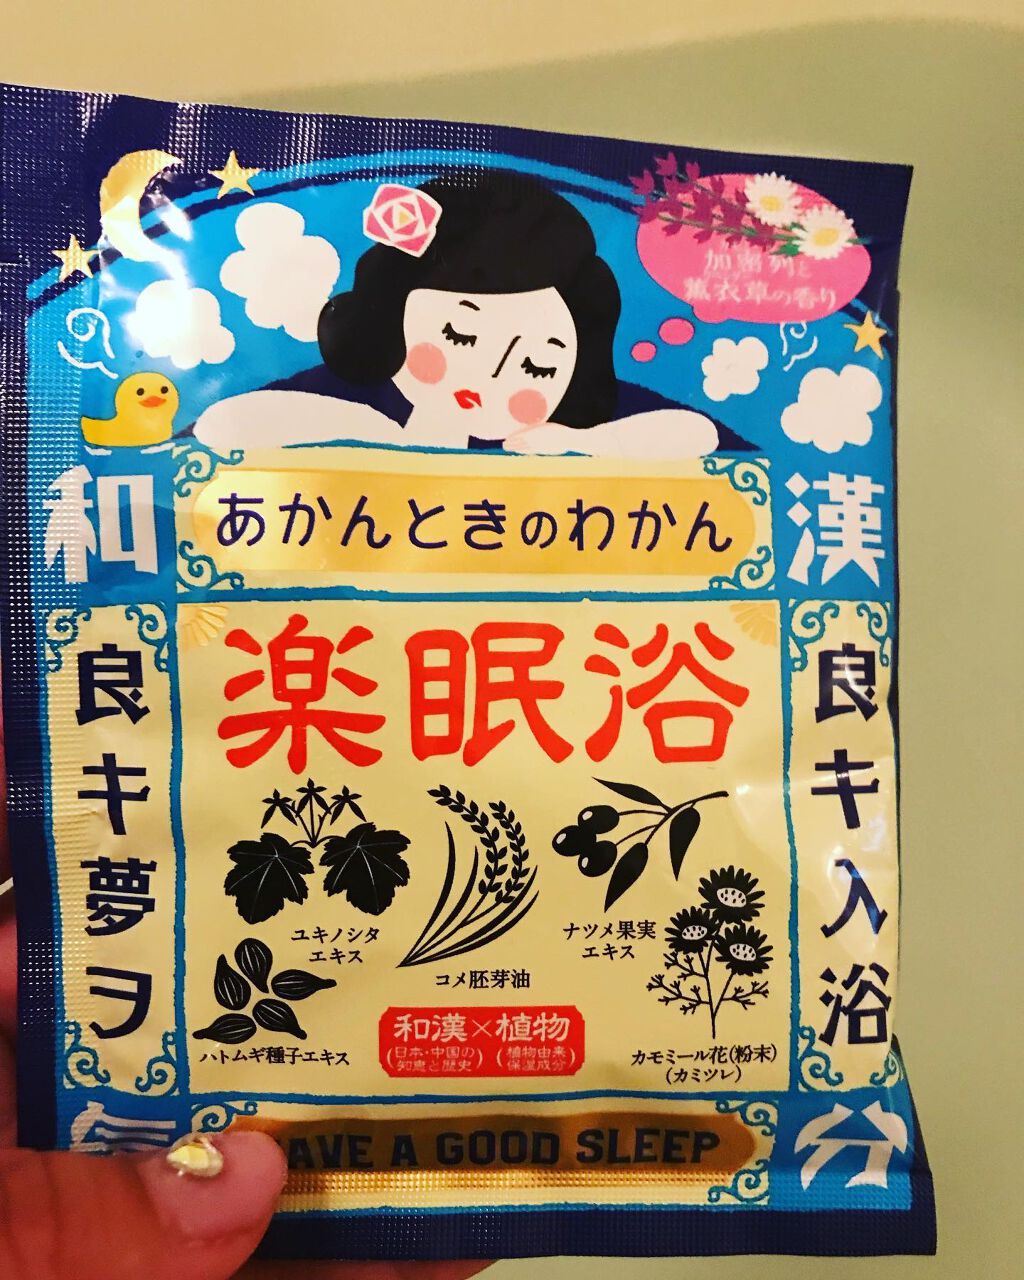 加密列と
薫衣草の香り
和
漢
あかんときのわかん
楽眠浴
良キ入浴
良キ夢ヲ
ユキノシタ
エキス
コメ胚芽油
ナツメ果実
エキス
ハトムギ種子エキス
和漢×植物
(日本・中国の知恵と歴史)
(植物由来保湿成分)
カモミール花(粉末)
(カミツレ)
分
AVE A GOOD SLEEP